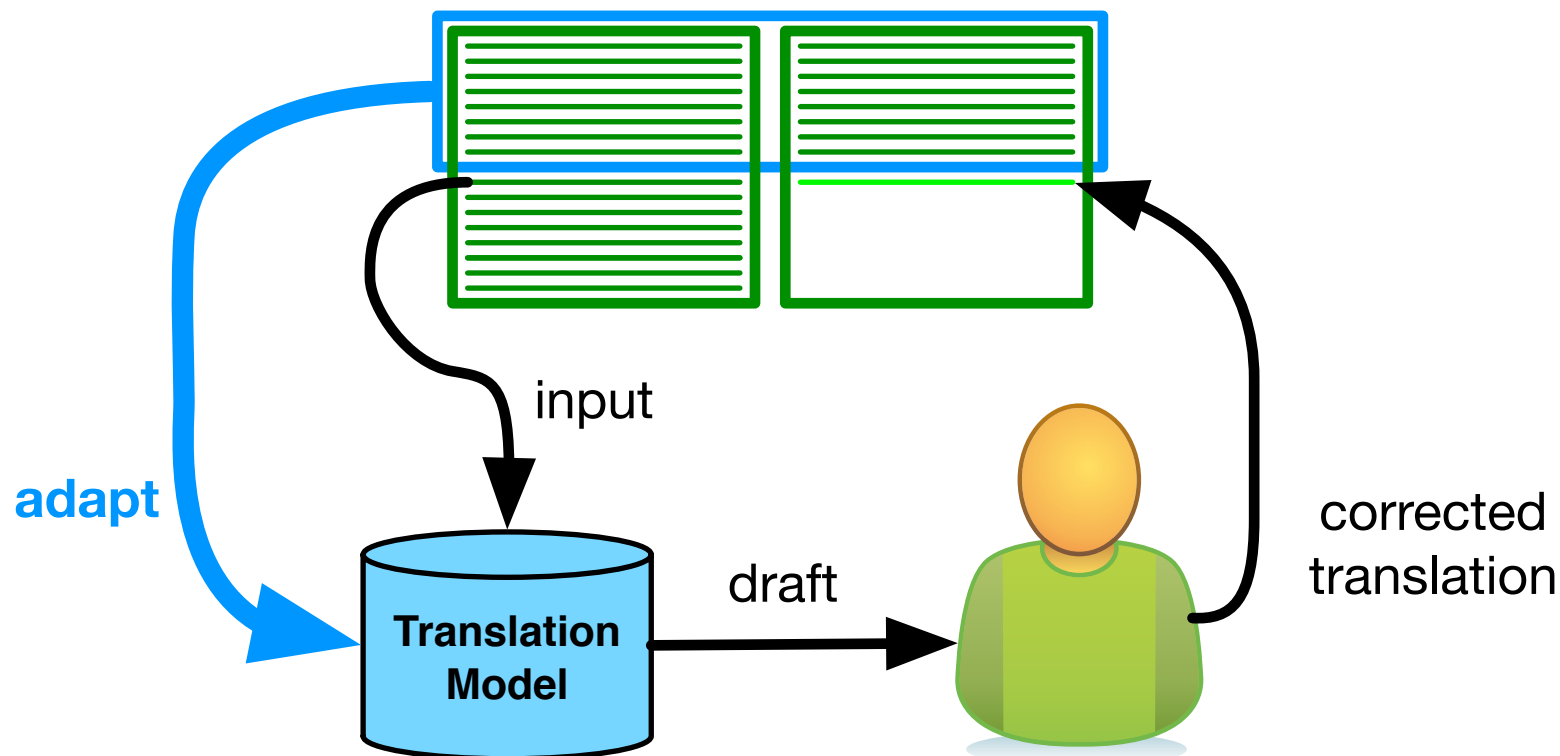 input
adapt
corrected
translation
draft
Translation
Model